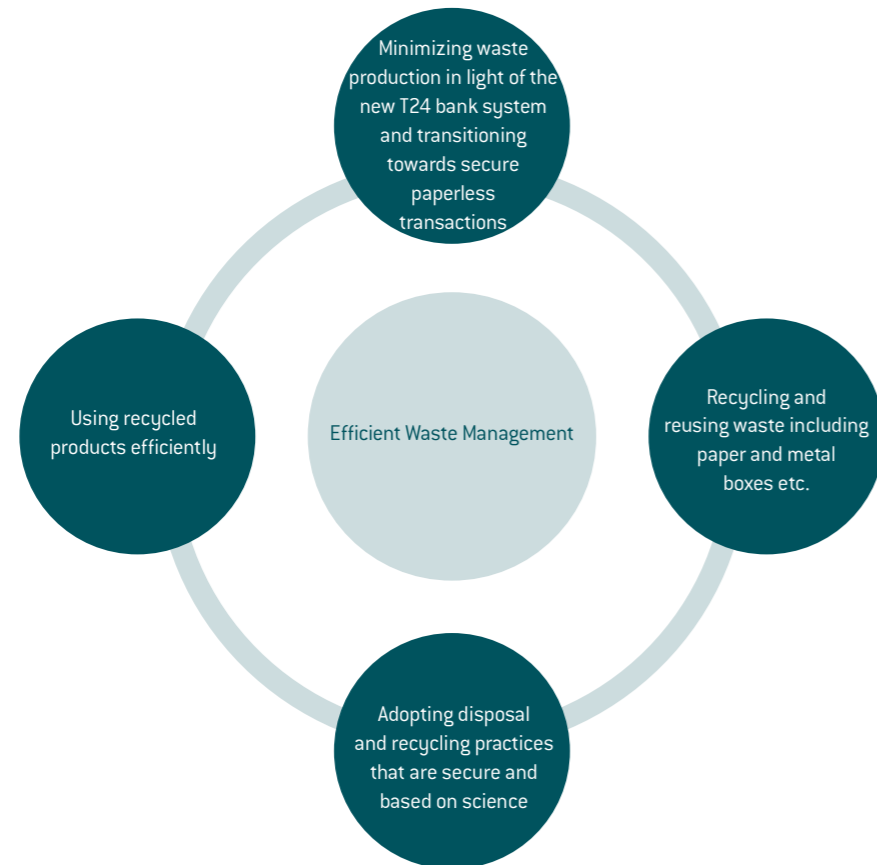 Minimizing waste
production in light of the
new T24 bank system
and transitioning
towards secure
paperless
transactions
Using recycled
products efficiently
Efficient Waste Management
Recycling and
reusing waste including
paper and metal
boxes etc.
Adopting disposal
and recycling practices
that are secure and
based on science